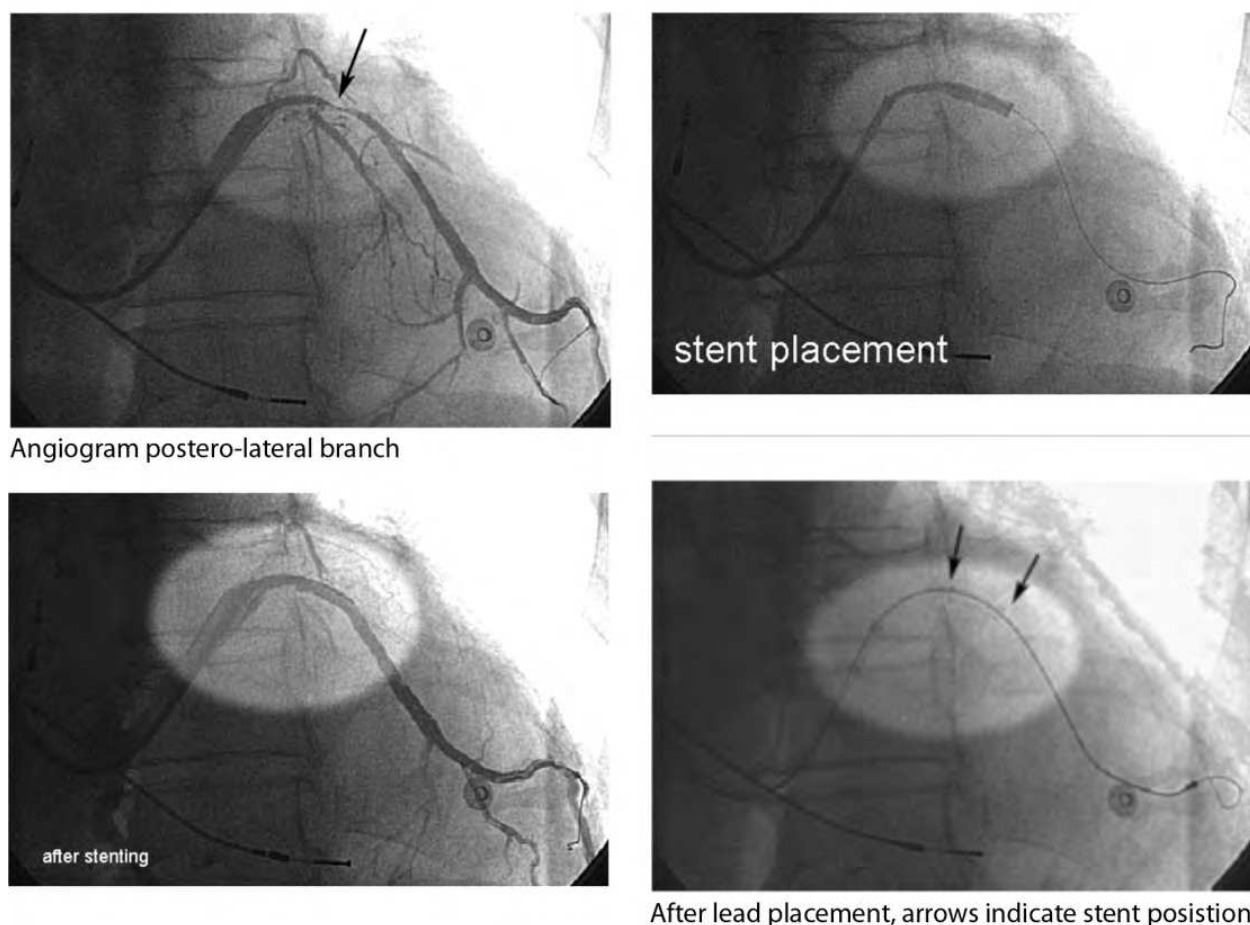 Angiogram postero-lateral branch
stent placement
after stenting
After lead placement, arrows indicate stent posistion